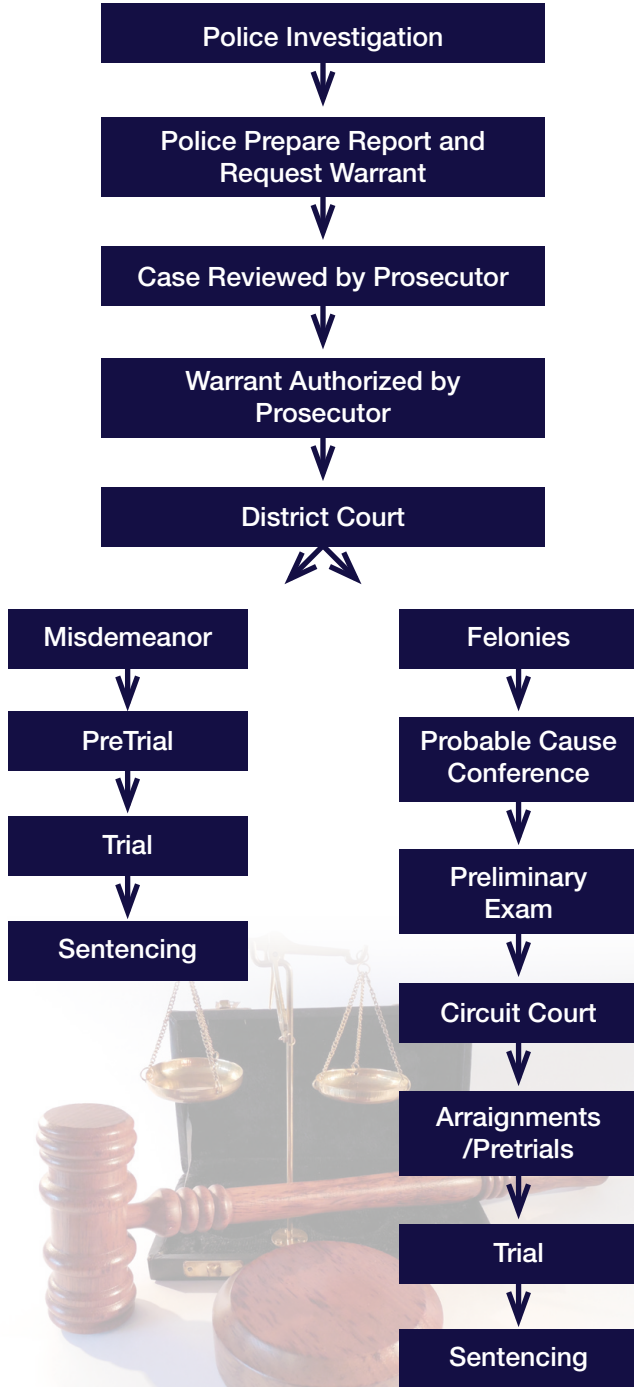 Police Investigation
Police Prepare Report and
Request Warrant
Case Reviewed by Prosecutor
Warrant Authorized by
Prosecutor
District Court
Misdemeanor
PreTrial
Trial
Sentencing
Felonies
Probable Cause
Conference
Preliminary
Exam
Circuit Court
Arraignments
/Pretrials
Trial
Sentencing